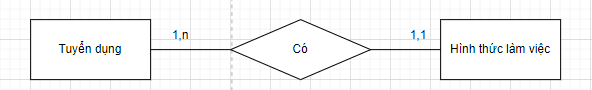 1,n
1,1
Tuyển dụng
Có
Hình thức làm việc